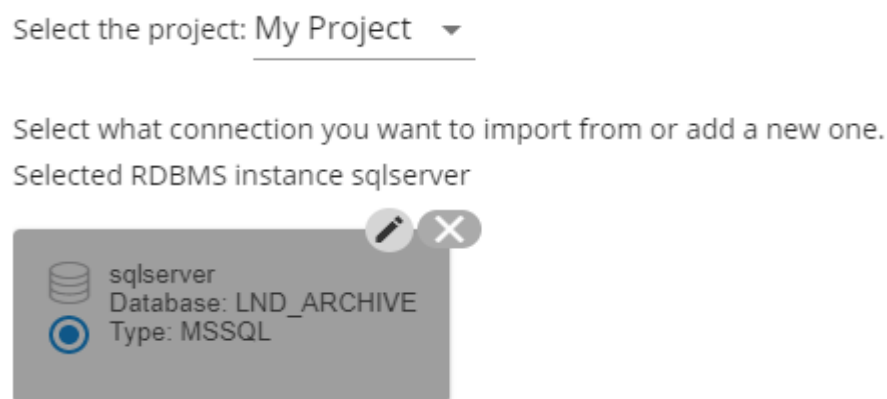 Select the project: My Project
Select what connection you want to import from or add a new one.
Selected RDBMS instance sqlserver
sqlserver
Database: LND_ARCHIVE
Type: MSSQL